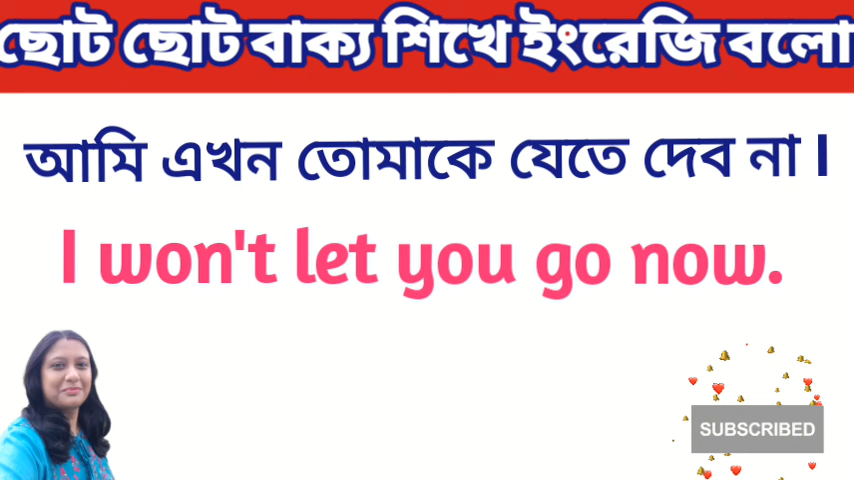 ছোট ছোট বাক্য শিখে ইংরেজি বলো
আমি এখন তোমাকে যেতে দেব না।
I won't let you go now.
SUBSCRIBED